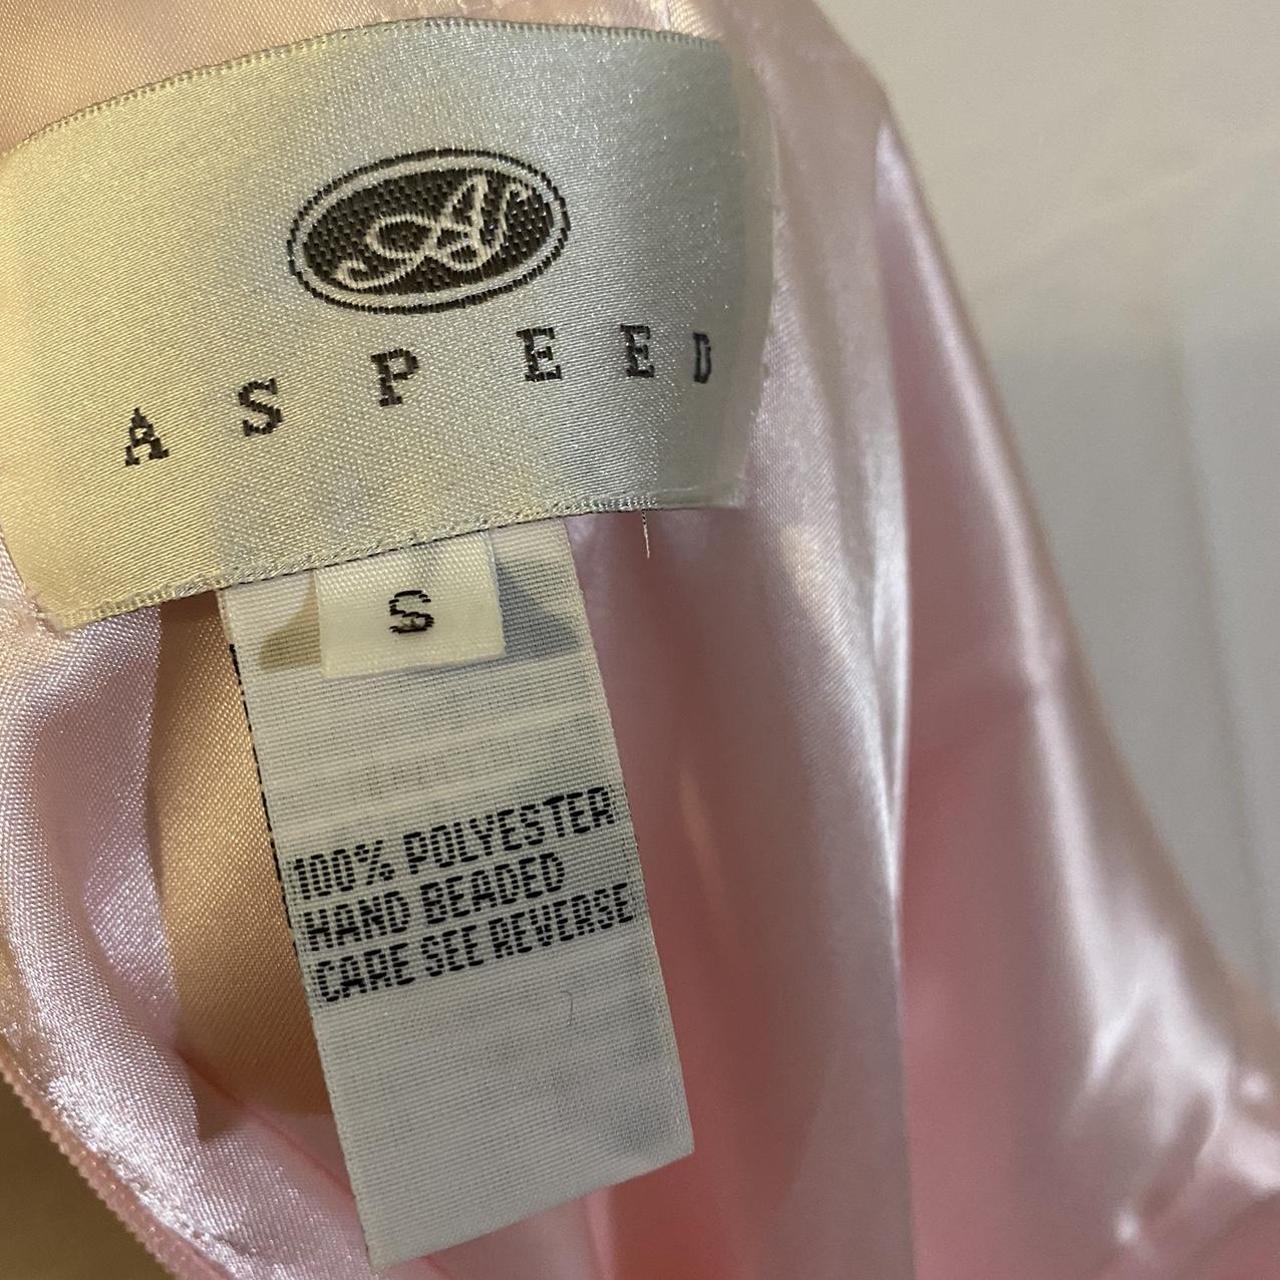 A
ASPEED
S
100% POLYESTER
HAND BEADED
CARE SEE REVERSE